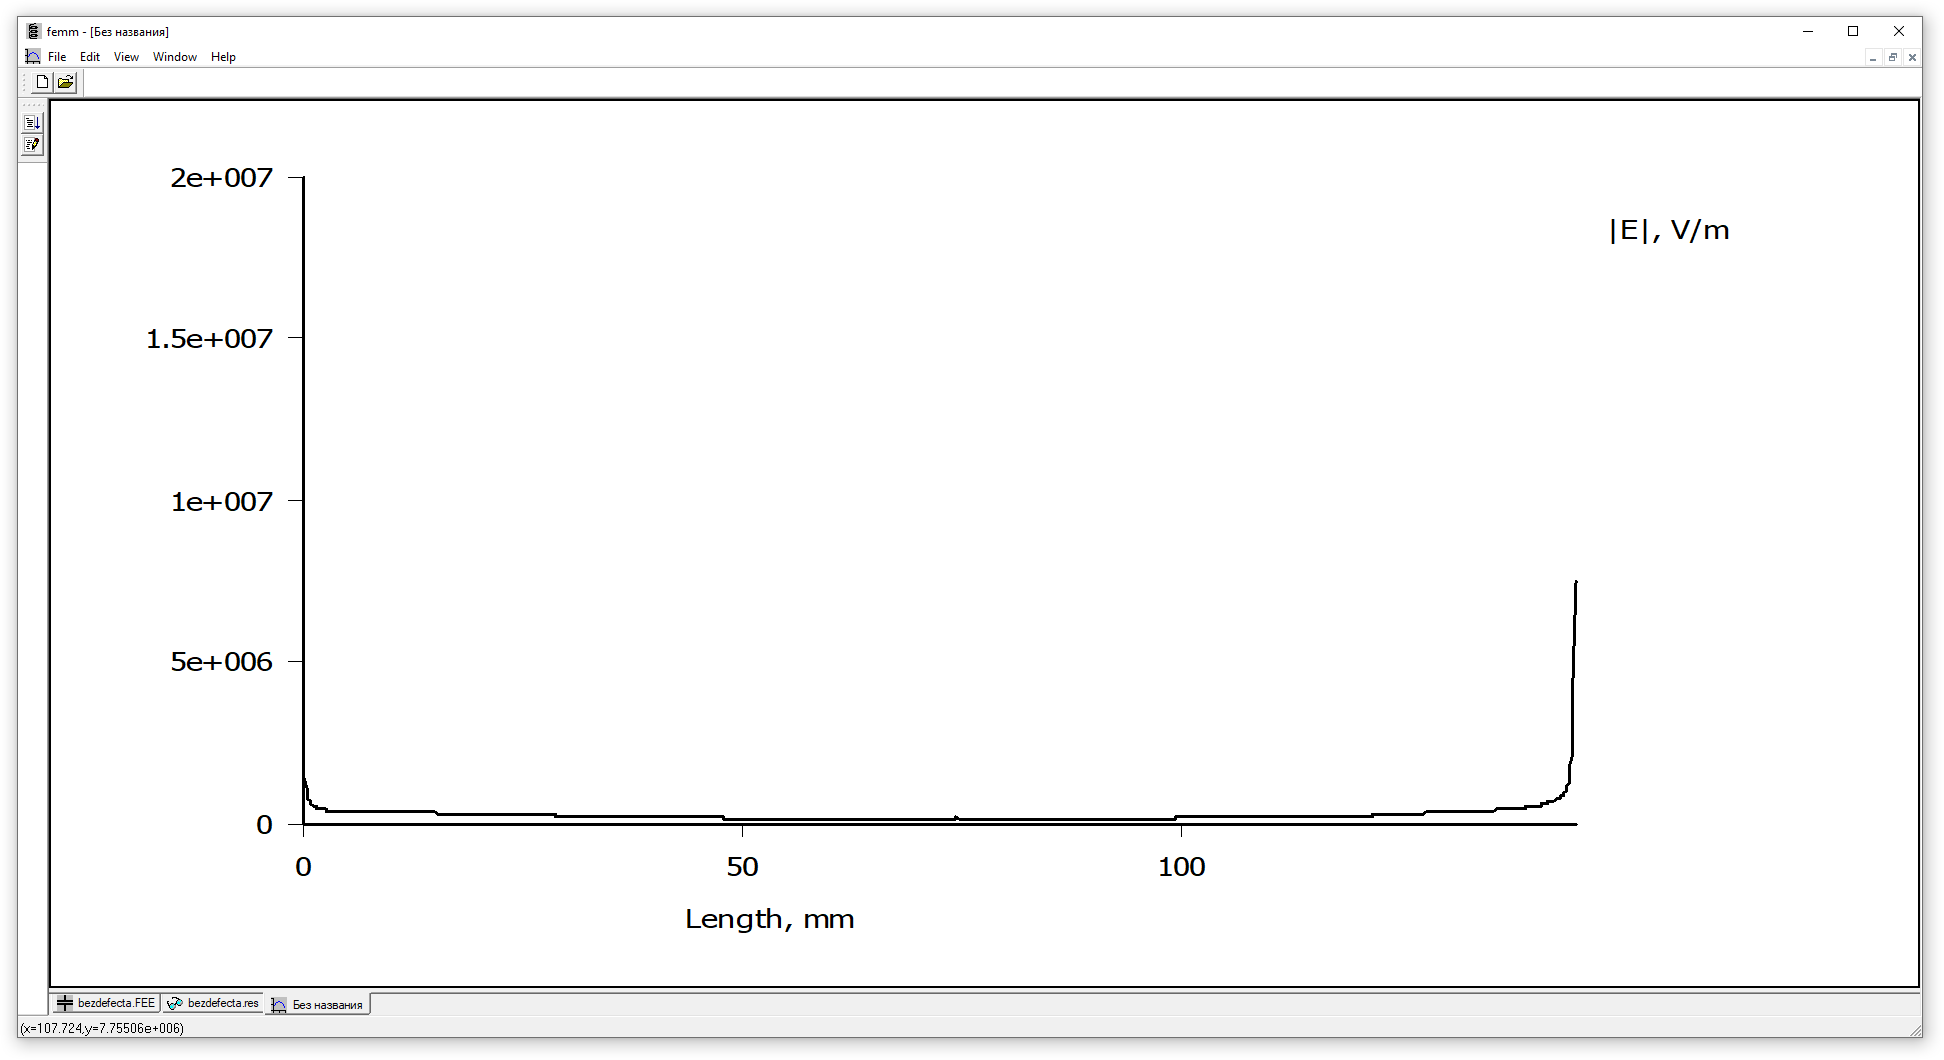 femm - [Без названия]
File Edit View Window Help
2e+007
|E|, V/m
1.5e+007
1e+007
5e+006
0
0 50 100
Length, mm
bezdefecta.FEE bezdefecta.res Без названия
(x=107.724,y=7.75506e+006)